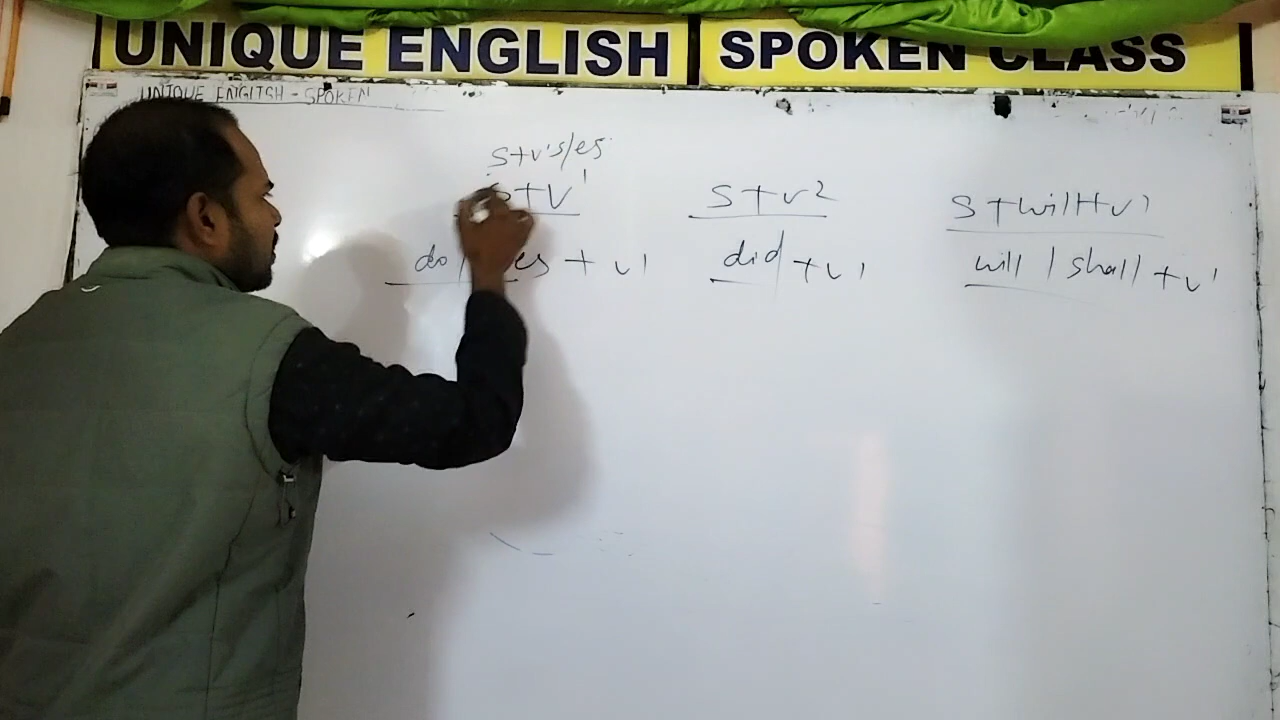 UNIQUE ENGLISH SPOKEN CLASS
UNIQUE ENGLISH - SPOKEN
S+v's/es
S+V1 S+v2 S+will+v1
do/ + v1 did/+v1 will/shall+v1